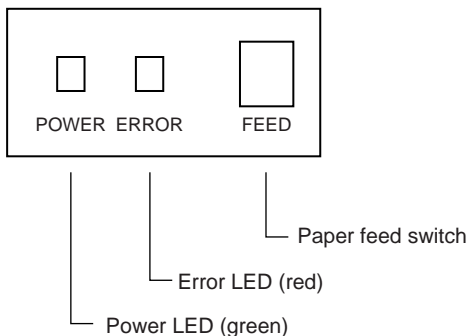 POWER ERROR FEED
Paper feed switch
Error LED (red)
Power LED (green)